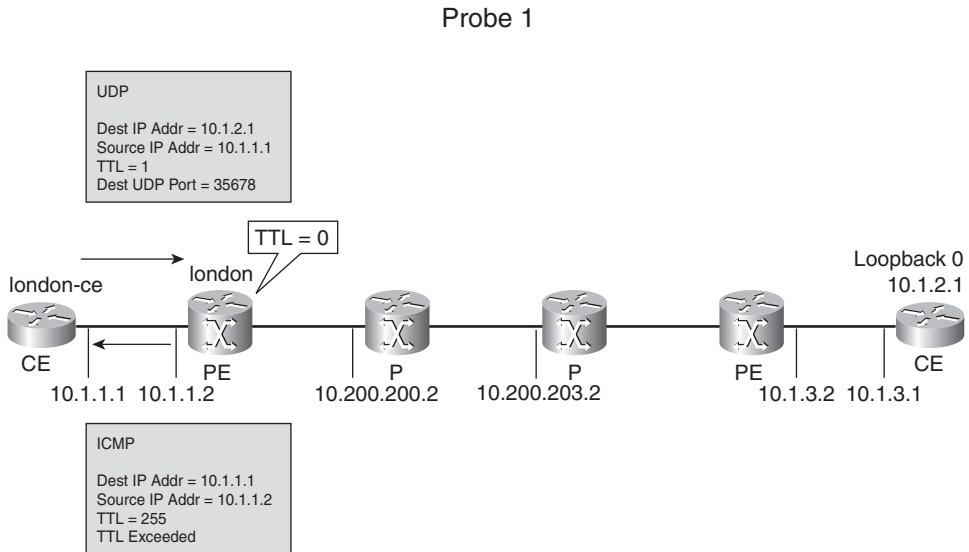 Probe 1
UDP
Dest IP Addr = 10.1.2.1
Source IP Addr = 10.1.1.1
TTL = 1
Dest UDP Port = 35678
TTL = 0
london-ce
london
Loopback 0
10.1.2.1
CE
PE
P
P
PE
CE
10.1.1.1
10.1.1.2
10.200.200.2
10.200.203.2
10.1.3.2
10.1.3.1
ICMP
Dest IP Addr = 10.1.1.1
Source IP Addr = 10.1.1.2
TTL = 255
TTL Exceeded